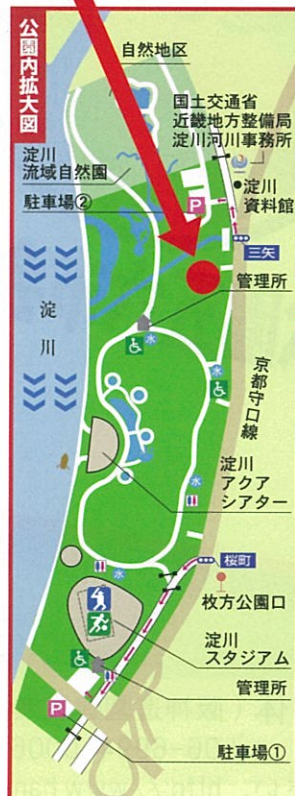 公園内拡大図
自然地区
国土交通省
近畿地方整備局
淀川河川事務所
淀川
流域自然園
淀川
資料館
駐車場②
P
三矢
管理所
淀川
水
水
京都守口線
淀川
アクア
シアター
水
水
桜町
枚方公園口
淀川
スタジアム
管理所
P
駐車場①